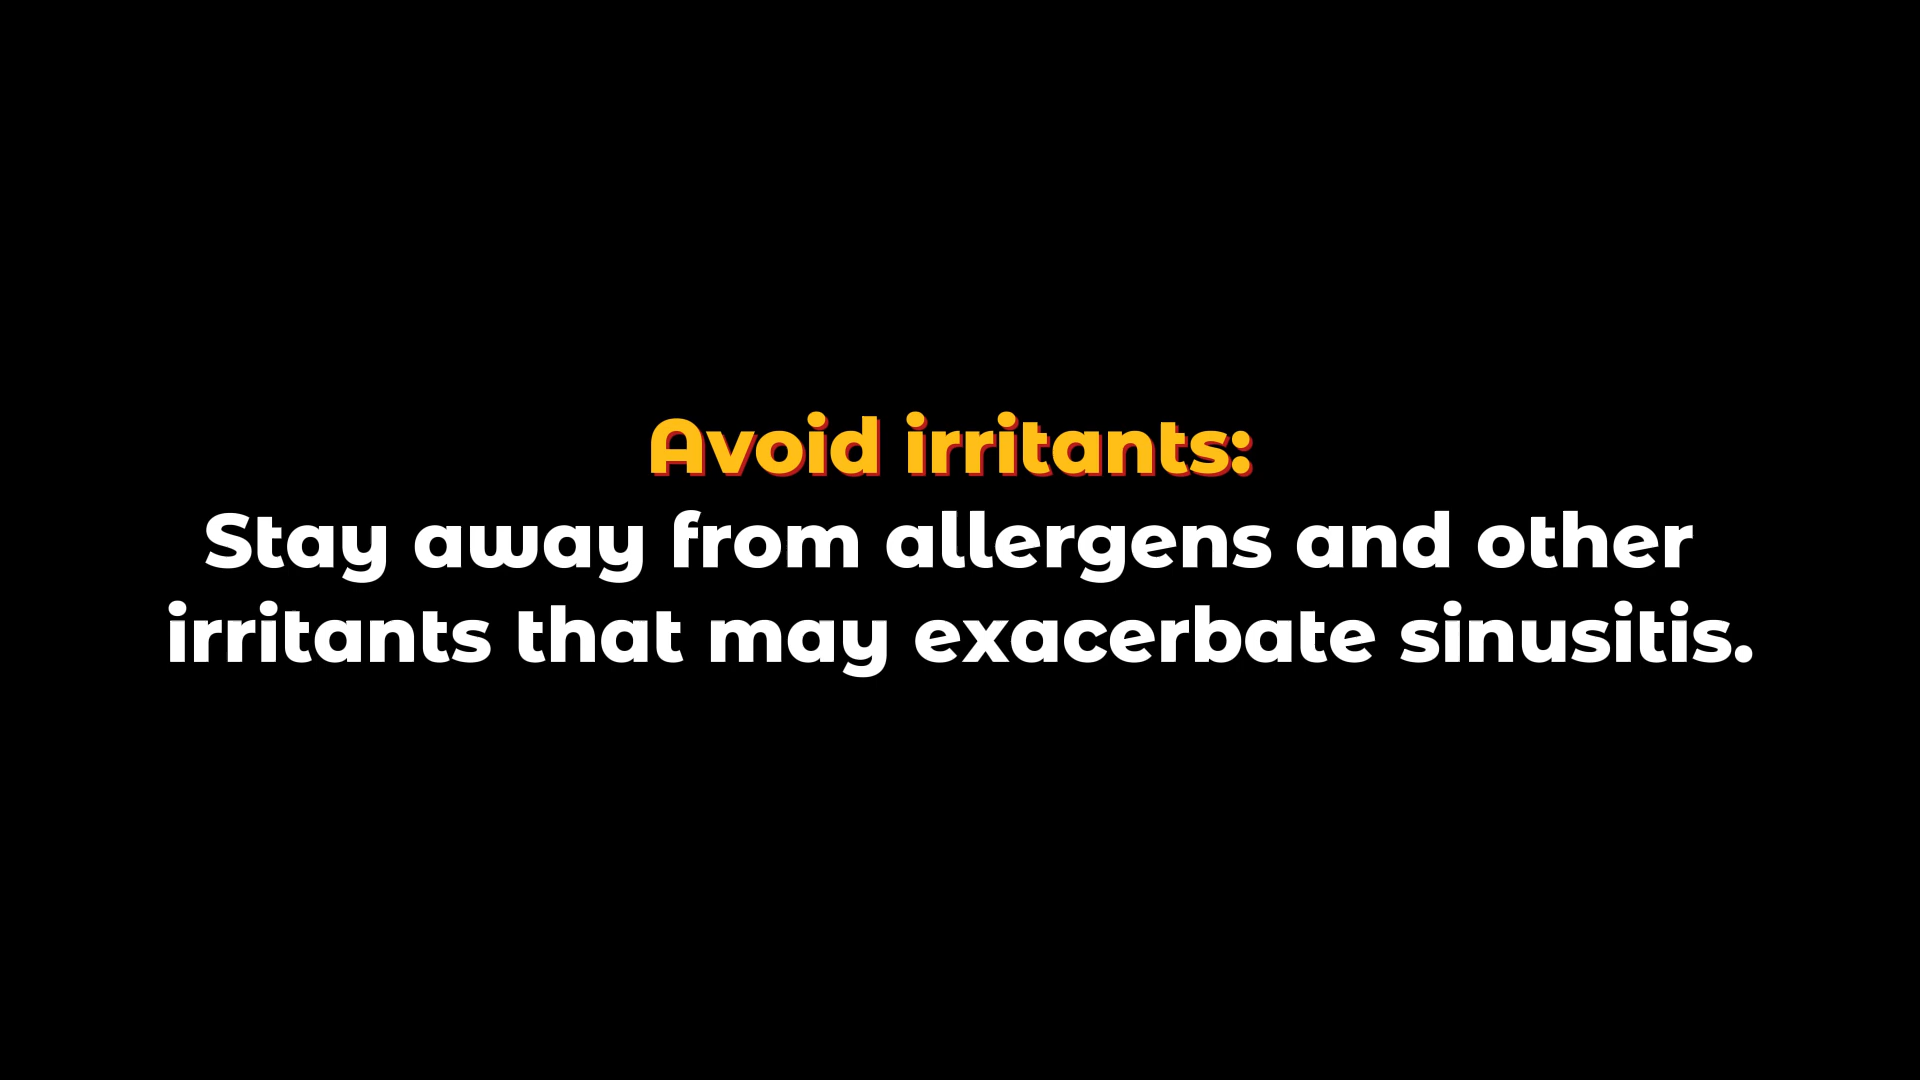 Avoid irritants:
Stay away from allergens and other
irritants that may exacerbate sinusitis.